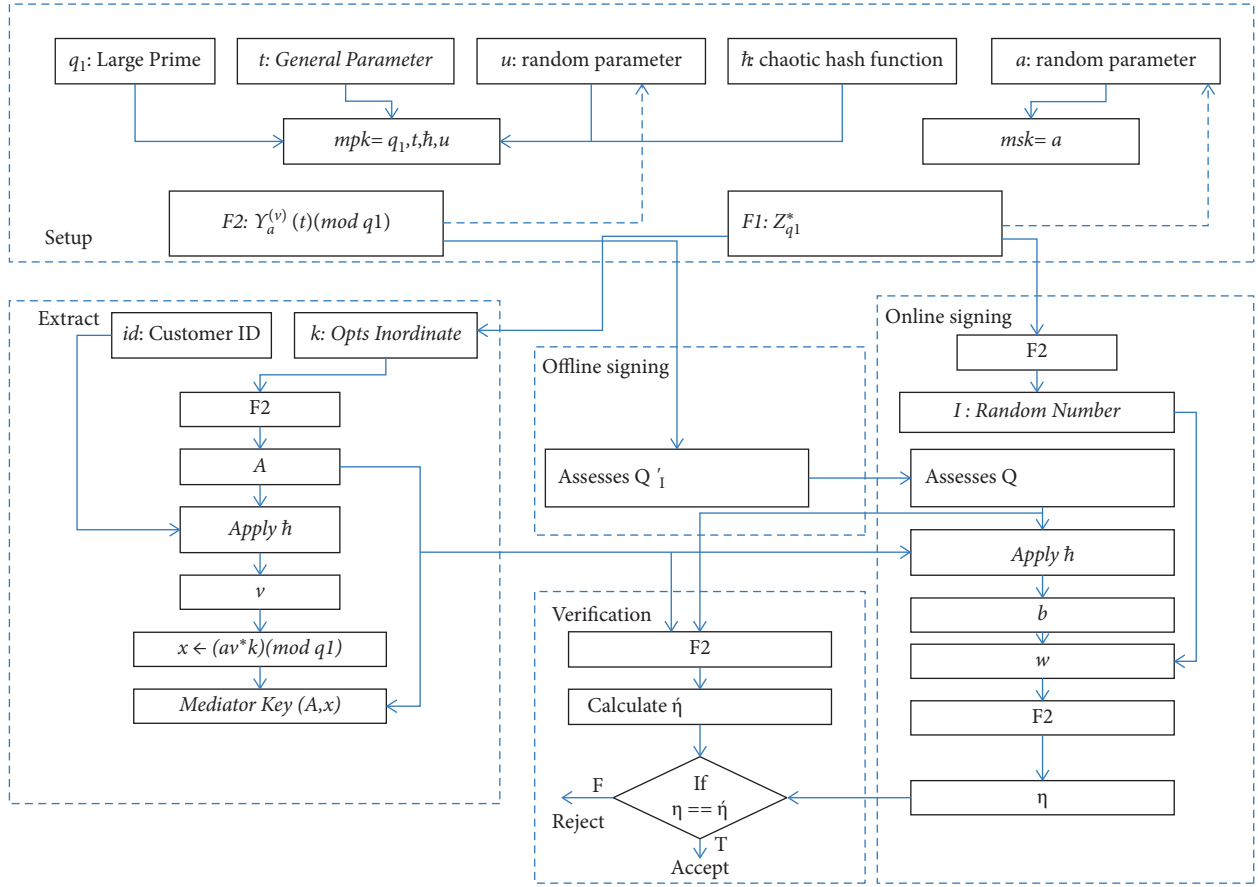 q₁: Large Prime
t: General Parameter
u: random parameter
ħ: chaotic hash function
a: random parameter
mpk= q₁,t,ħ,u
msk= a
F2: ϒₐ⁽ᵛ⁾ (t)(mod q1)
F1: Z*q1
Setup
Extract
id: Customer ID
k: Opts Inordinate
F2
A
Apply ħ
v
x ← (av*k)(mod q1)
Mediator Key (A,x)
Offline signing
Assesses Q ′I
Online signing
F2
I : Random Number
Assesses Q
Apply ħ
b
w
F2
η
Verification
F2
Calculate ή
If
η == ή
F
Reject
T
Accept